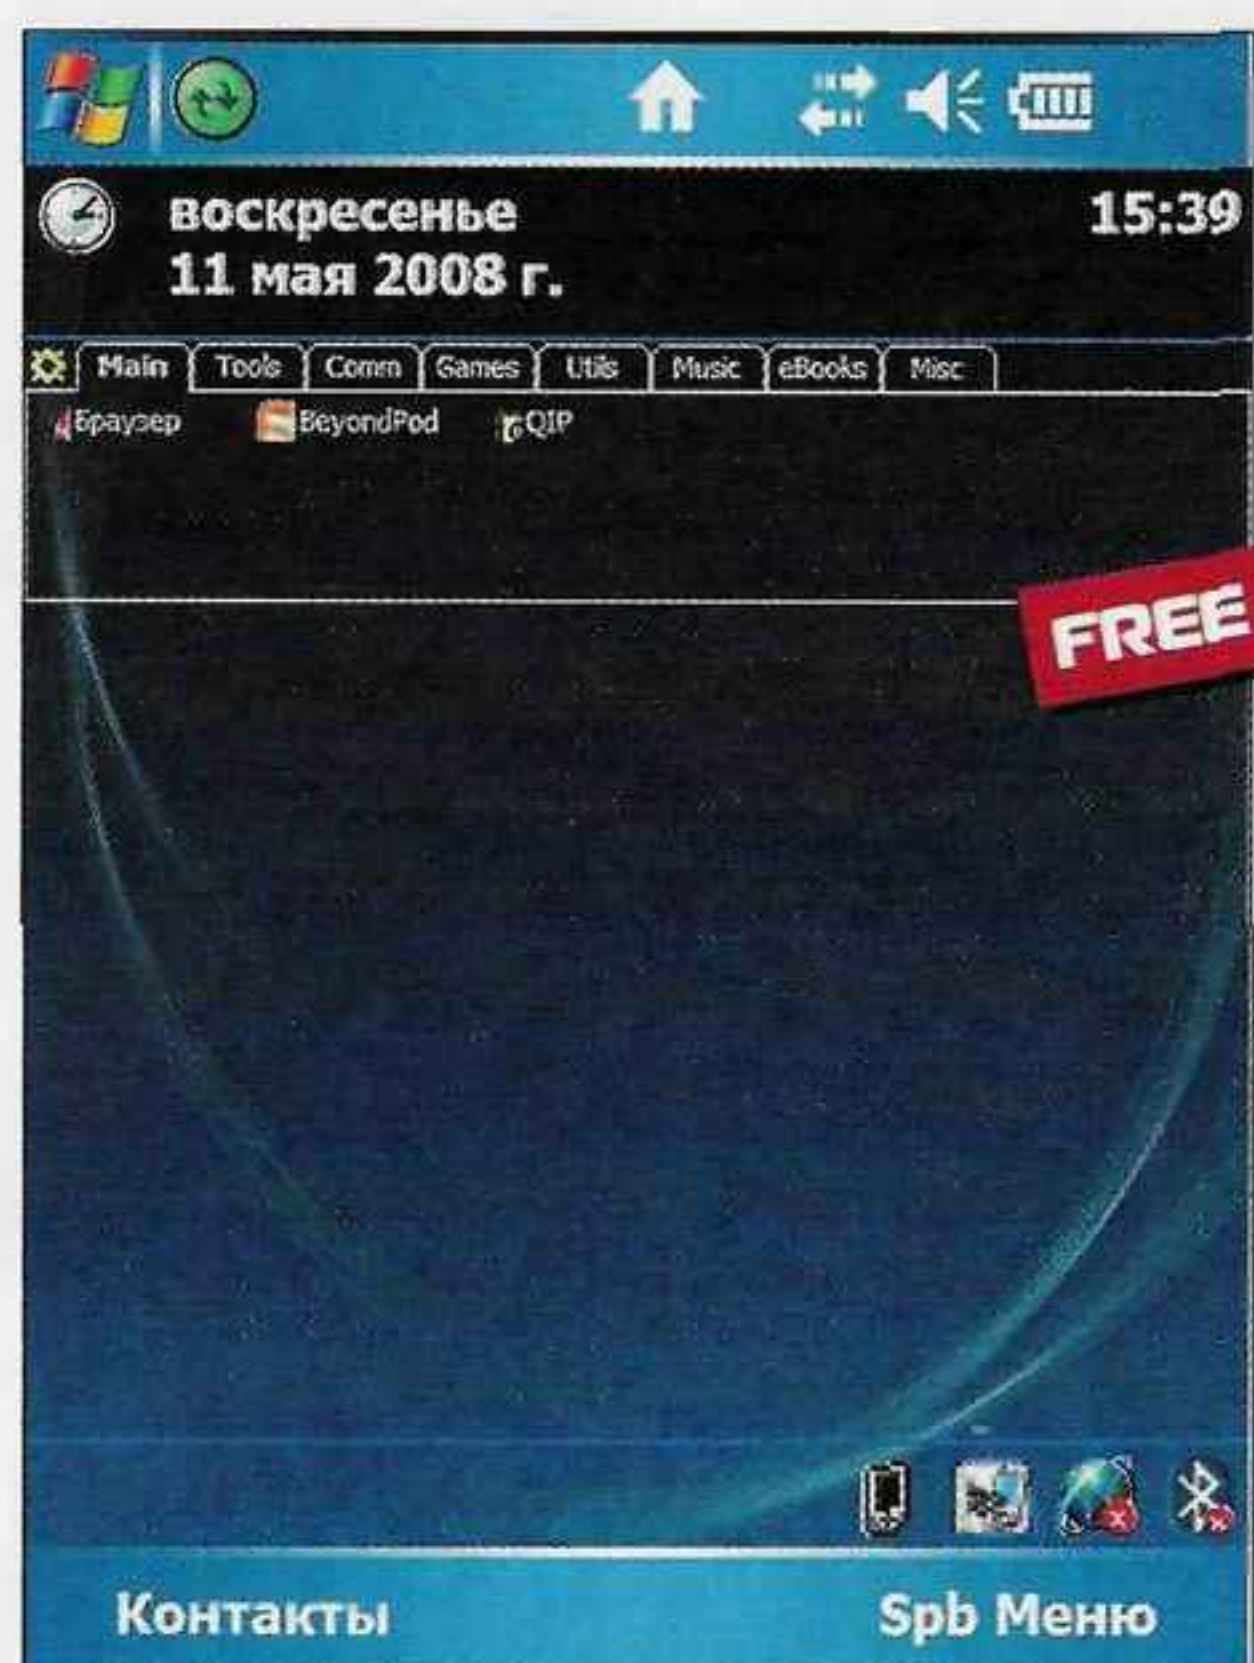 воскресенье 15:39
11 мая 2008 г.
Main Tools Comm Games Utils Music eBooks Misc
Браузер BeyondPod QIP
FREE
Контакты Spb Меню